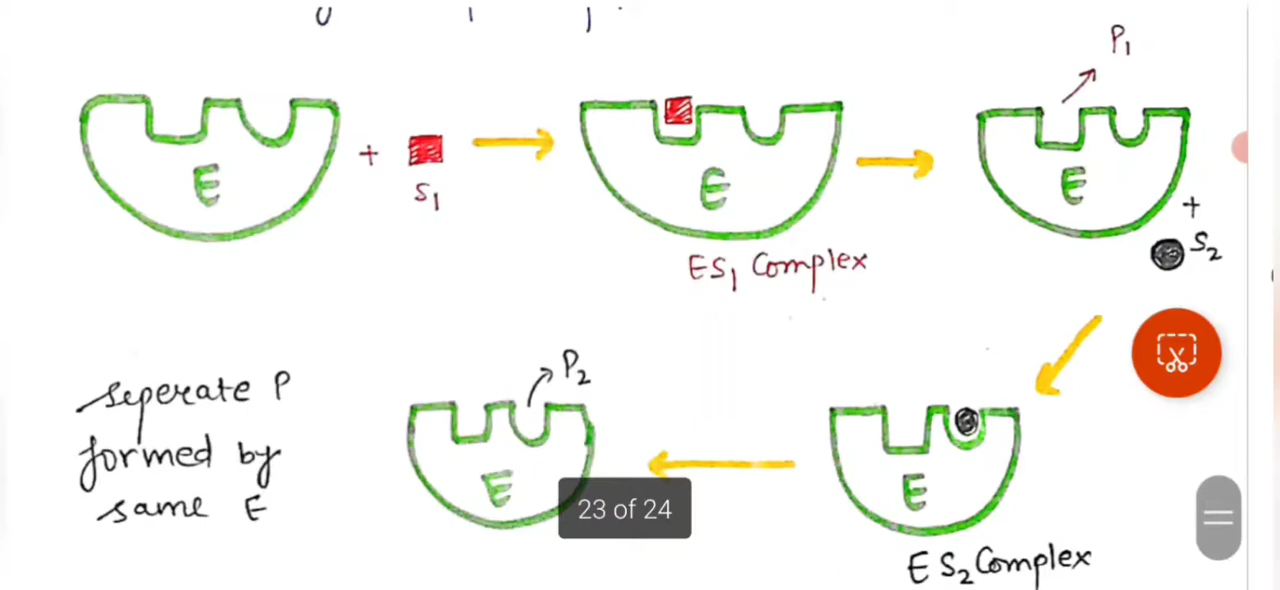 P₁
E
+
S₁
E
E
+
S₂
ES₁ Complex
seperate P
formed by
same E
P₂
E
E
23 of 24
ES₂ Complex